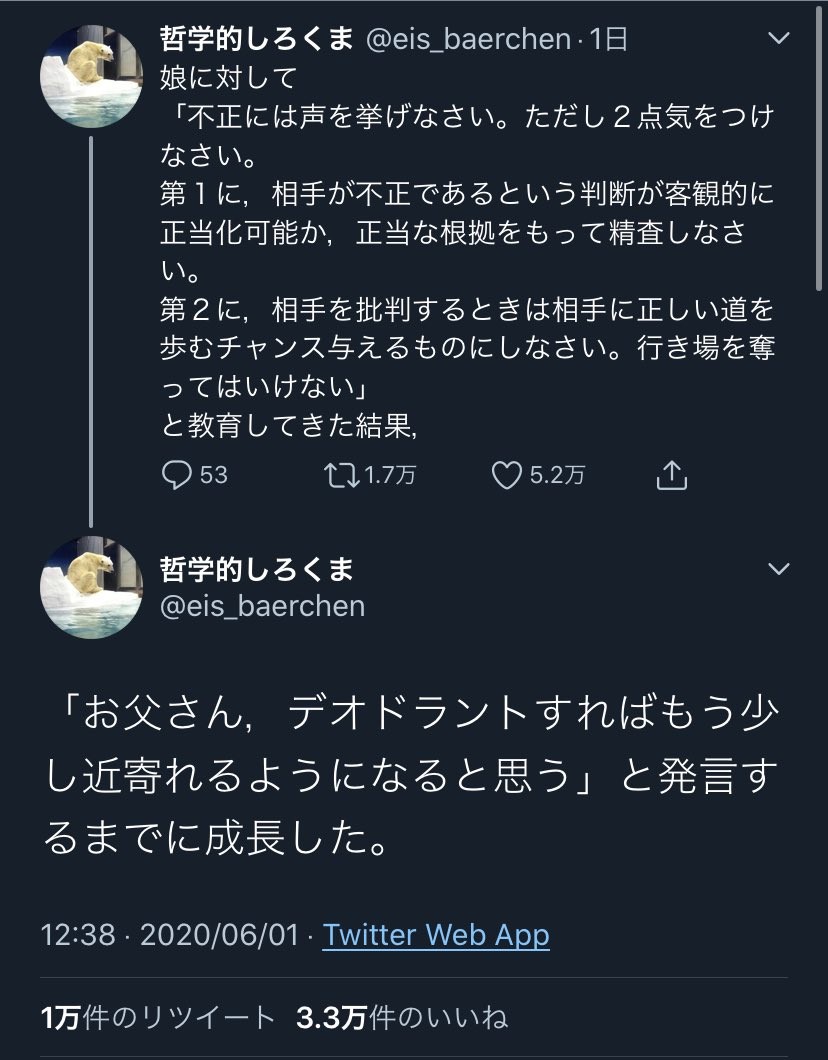 哲学的しろくま @eis_baerchen · 1日
娘に対して
「不正には声を挙げなさい。ただし２点気をつけ
なさい。
第１に，相手が不正であるという判断が客観的に
正当化可能か，正当な根拠をもって精査しなさ
い。
第２に，相手を批判するときは相手に正しい道を
歩むチャンス与えるものにしなさい。行き場を奪
ってはいけない」
と教育してきた結果，
53 1.7万 5.2万
哲学的しろくま
@eis_baerchen
「お父さん，デオドラントすればもう少
し近寄れるようになると思う」と発言す
るまでに成長した。
12:38 · 2020/06/01 · Twitter Web App
1万件のリツイート 3.3万件のいいね